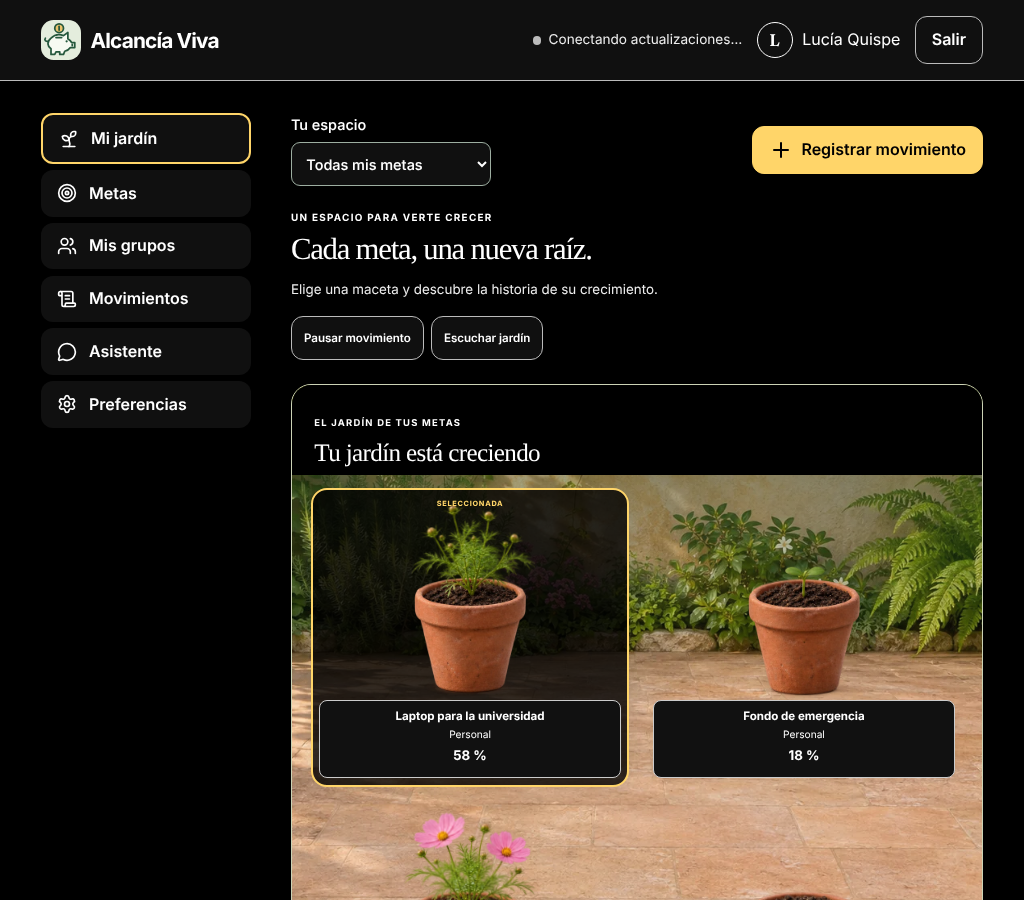 Alcancía Viva
Conectando actualizaciones...
L
Lucía Quispe
Salir
Mi jardín
Metas
Mis grupos
Movimientos
Asistente
Preferencias
Tu espacio
Todas mis metas
Registrar movimiento
UN ESPACIO PARA VERTE CRECER
Cada meta, una nueva raíz.
Elige una maceta y descubre la historia de su crecimiento.
Pausar movimiento
Escuchar jardín
EL JARDÍN DE TUS METAS
Tu jardín está creciendo
SELECCIONADA
Laptop para la universidad
Personal
58 %
Fondo de emergencia
Personal
18 %